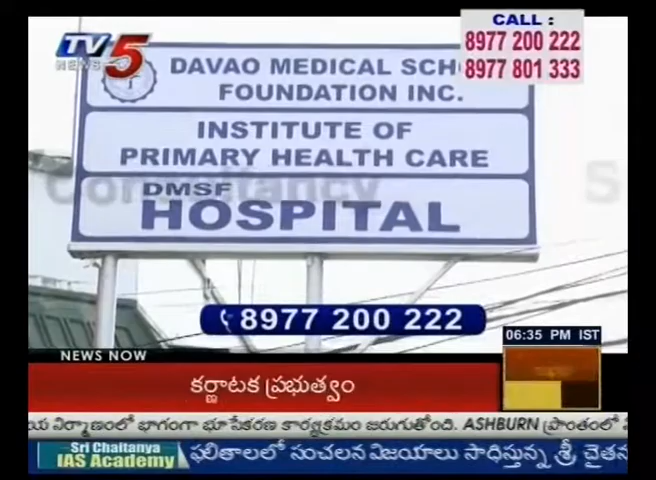 TV5
NEWS
CALL :
8977 200 222
8977 801 333
DAVAO MEDICAL SCHO
FOUNDATION INC.
INSTITUTE OF
PRIMARY HEALTH CARE
DMSF
HOSPITAL
Consultancy
S
8977 200 222
06:35 PM IST
NEWS NOW
కర్ణాటక ప్రభుత్వం
య నిర్మాణంలో భాగంగా భూసేకరణ కార్యక్రమం జరుగుతోంది. ASHBURN ప్రాంతంలో
Sri Chaitanya
IAS Academy
ఫలితాలలో సంచలన విజయాలు సాధిస్తున్న శ్రీ చైతన